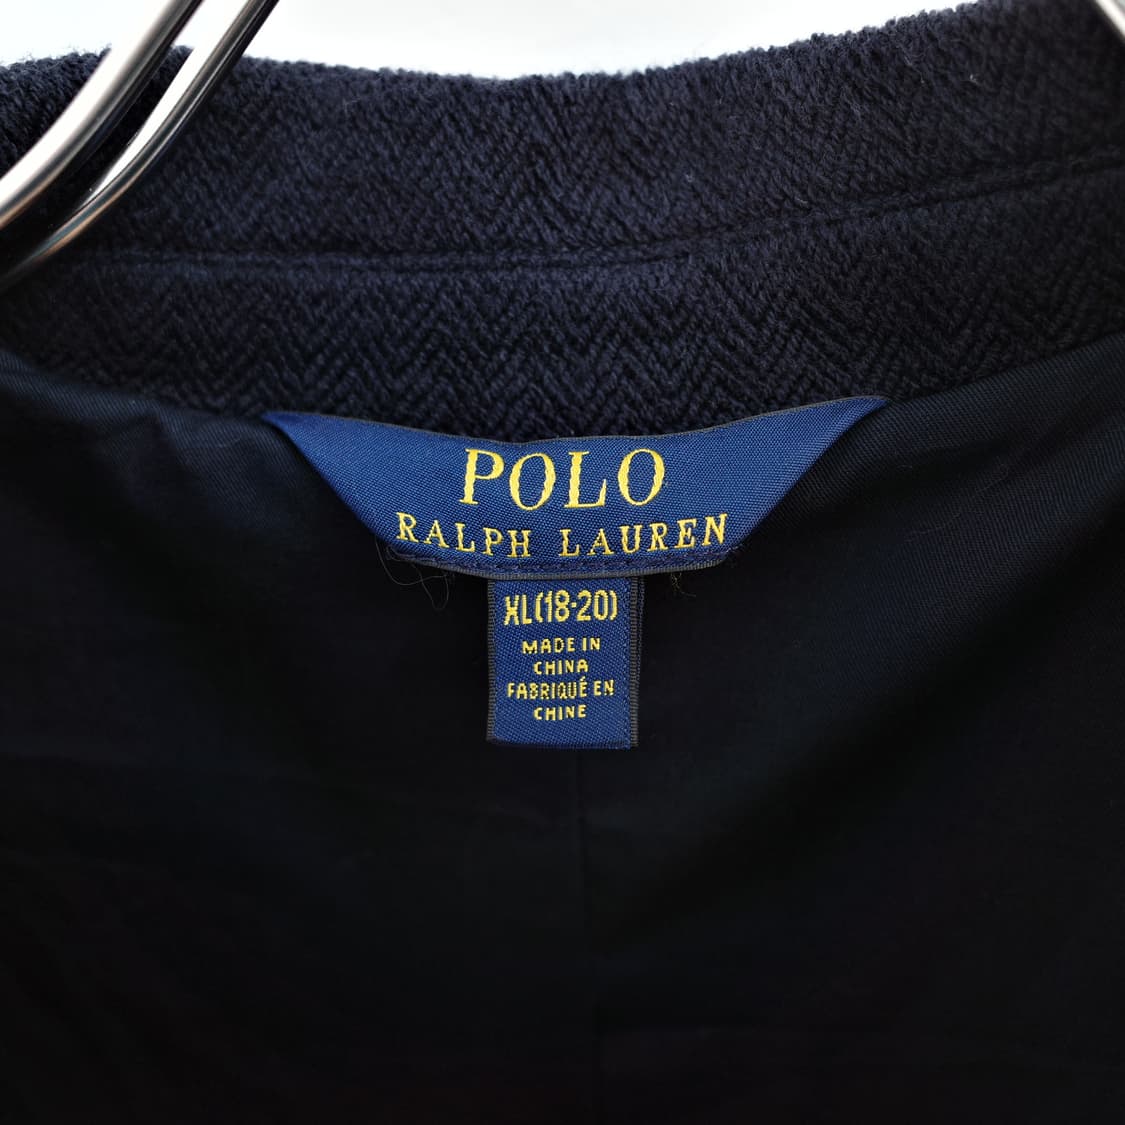 POLO
RALPH LAUREN
XL(18-20)
MADE IN
CHINA
FABRIQUÉ EN
CHINE